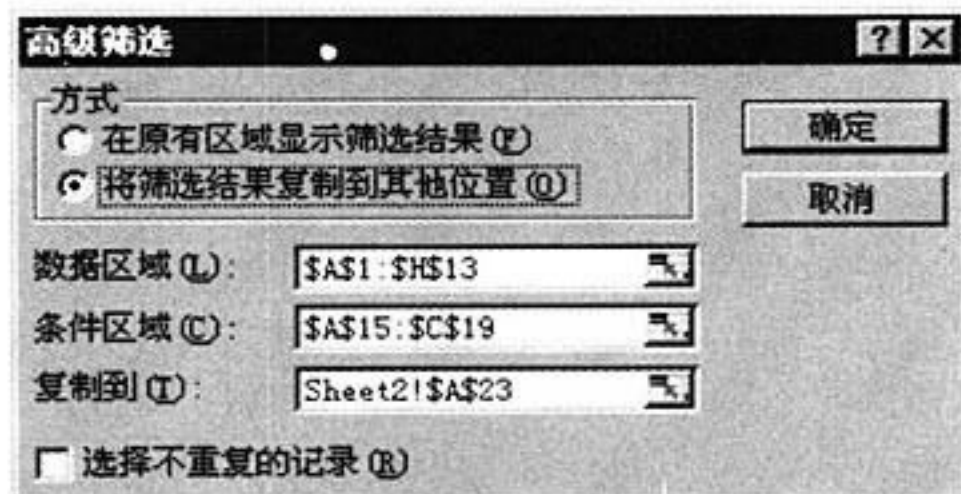 高级筛选
方式
在原有区域显示筛选结果(F)
将筛选结果复制到其他位置(O)
确定
取消
数据区域(L):
$A$1:$H$13
条件区域(C):
$A$15:$C$19
复制到(T):
Sheet2!$A$23
选择不重复的记录(R)